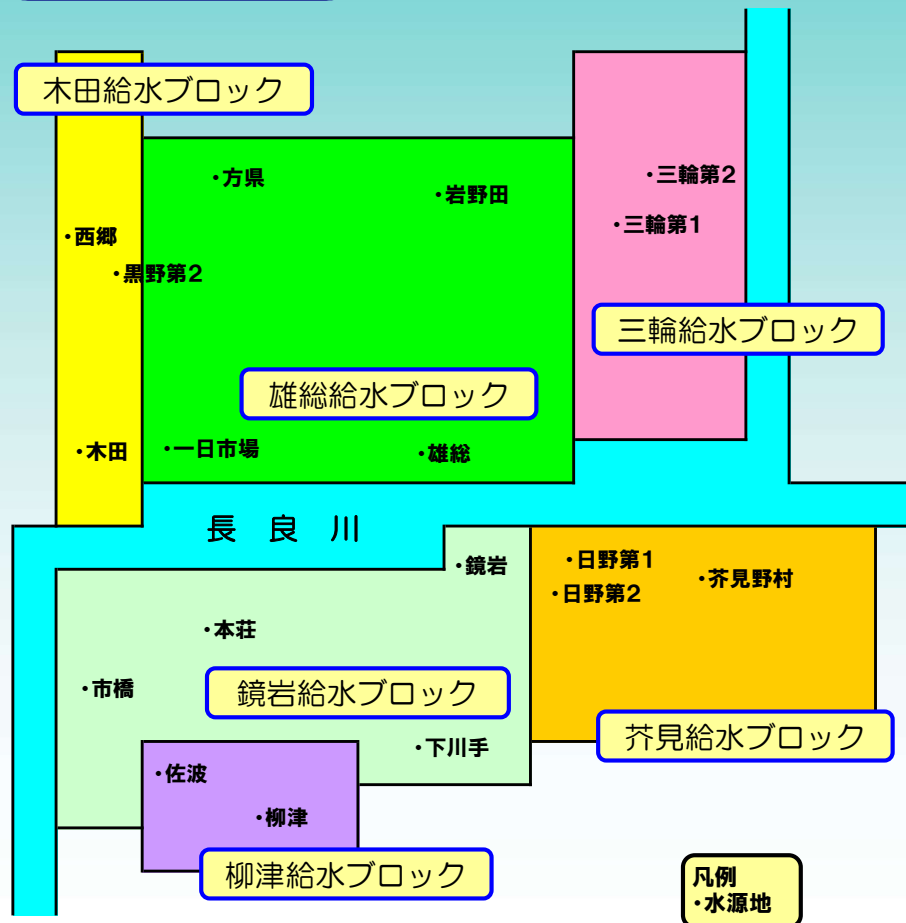 木田給水ブロック
・方県
・三輪第2
・岩野田
・三輪第1
・西郷
・黒野第2
三輪給水ブロック
雄総給水ブロック
・木田
・一日市場
・雄総
長良川
・鏡岩
・日野第1
・芥見野村
・日野第2
・本荘
・市橋
鏡岩給水ブロック
芥見給水ブロック
・下川手
・佐波
・柳津
柳津給水ブロック
凡例
・水源地